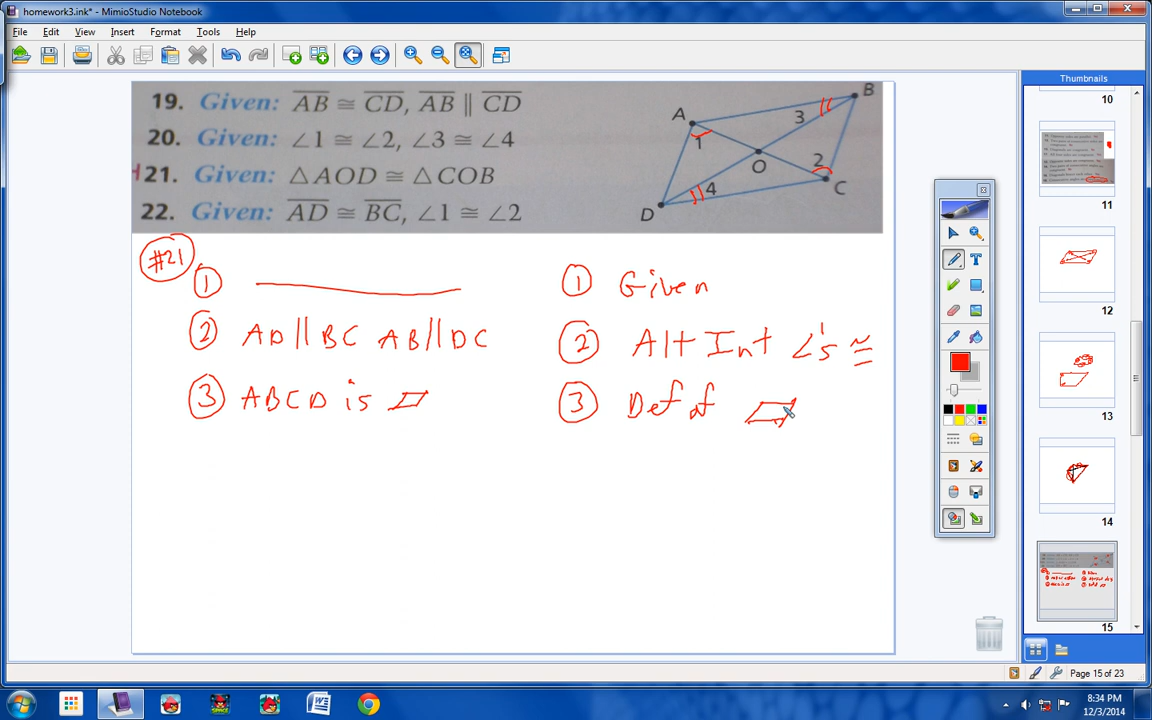 homework3.ink* - MimioStudio Notebook
File Edit View Insert Format Tools Help
Thumbnails
19. Given: AB ≅ CD, AB ∥ CD
20. Given: ∠1 ≅ ∠2, ∠3 ≅ ∠4
21. Given: △AOD ≅ △COB
22. Given: AD ≅ BC, ∠1 ≅ ∠2
A B 3 1 2 O C 4 D
#21
① ① Given
② AD || BC AB || DC ② Alt Int ∠'s ≅
③ ABCD is ▱ ③ Def of ▱
T
10
11
12
13
14
15
Page 15 of 23
8:34 PM
12/3/2014